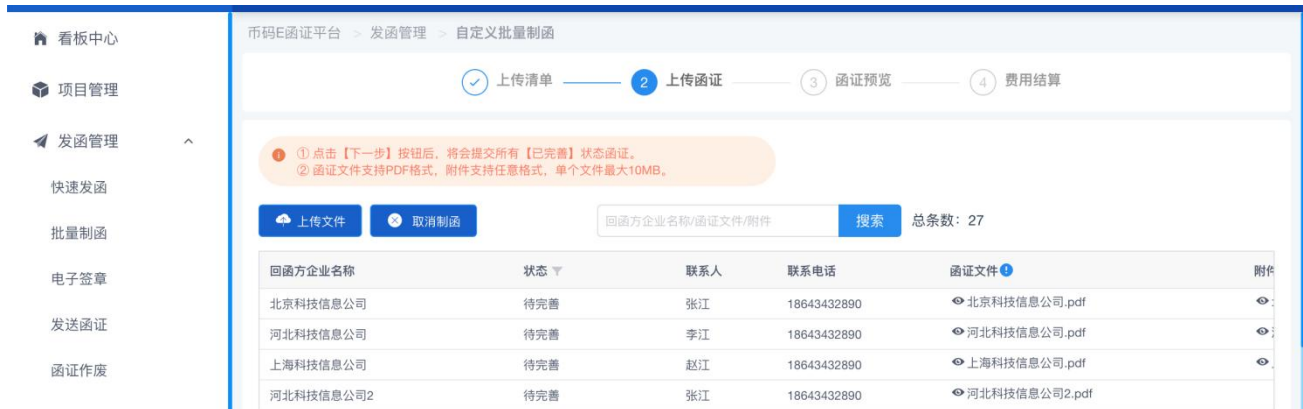 看板中心
项目管理
发函管理
快速发函
批量制函
电子签章
发送函证
函证作废
币码E函证平台 > 发函管理 > 自定义批量制函
上传清单 2 上传函证 3 函证预览 4 费用结算
① 点击【下一步】按钮后，将会提交所有【已完善】状态函证。
② 函证文件支持PDF格式，附件支持任意格式，单个文件最大10MB。
上传文件 取消制函 回函方企业名称/函证文件/附件 搜索 总条数：27
回函方企业名称 状态 联系人 联系电话 函证文件 附件
北京科技信息公司 待完善 张江 18643432890 北京科技信息公司.pdf
河北科技信息公司 待完善 李江 18643432890 河北科技信息公司.pdf
上海科技信息公司 待完善 赵江 18643432890 上海科技信息公司.pdf
河北科技信息公司2 待完善 张江 18643432890 河北科技信息公司2.pdf